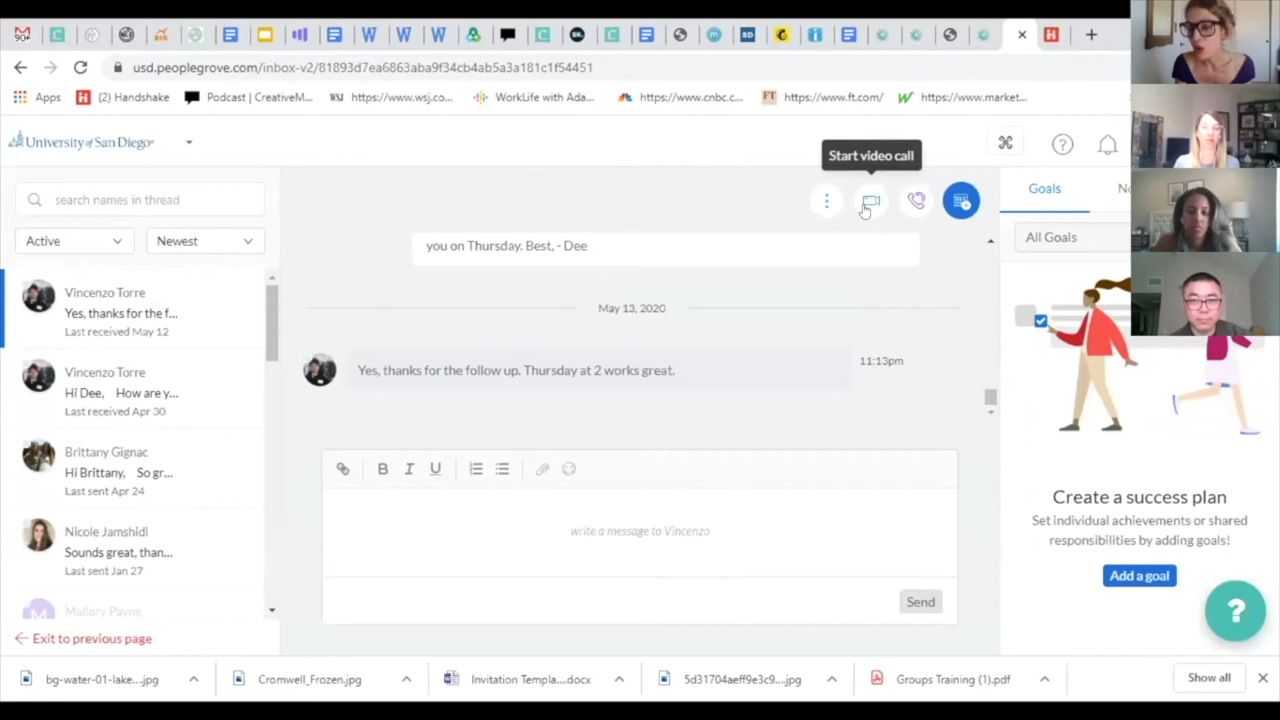 90+
usd.peoplegrove.com/inbox-v2/81893d7ea6863aba9f34cb4ab5a3a181c1f54451
Apps
(2) Handshake
Podcast | CreativeM...
WSJ https://www.wsj.co...
WorkLife with Ada...
https://www.cnbc.c...
FT https://www.ft.com/
https://www.market...
University of San Diego
Start video call
search names in thread
Active
Newest
Vincenzo Torre
Yes, thanks for the f...
Last received May 12
Vincenzo Torre
Hi Dee, How are y...
Last received Apr 30
Brittany Gignac
Hi Brittany, So gr...
Last sent Apr 24
Nicole Jamshidi
Sounds great, than...
Last sent Jan 27
Mallory Payne
Exit to previous page
you on Thursday. Best, - Dee
May 13, 2020
Yes, thanks for the follow up. Thursday at 2 works great.
11:13pm
B I U
write a message to Vincenzo
Send
Goals
All Goals
Create a success plan
Set individual achievements or shared
responsibilities by adding goals!
Add a goal
?
bg-water-01-lake....jpg
Cromwell_Frozen.jpg
Invitation Templa....docx
5d31704aeff9e3c9....jpg
Groups Training (1).pdf
Show all